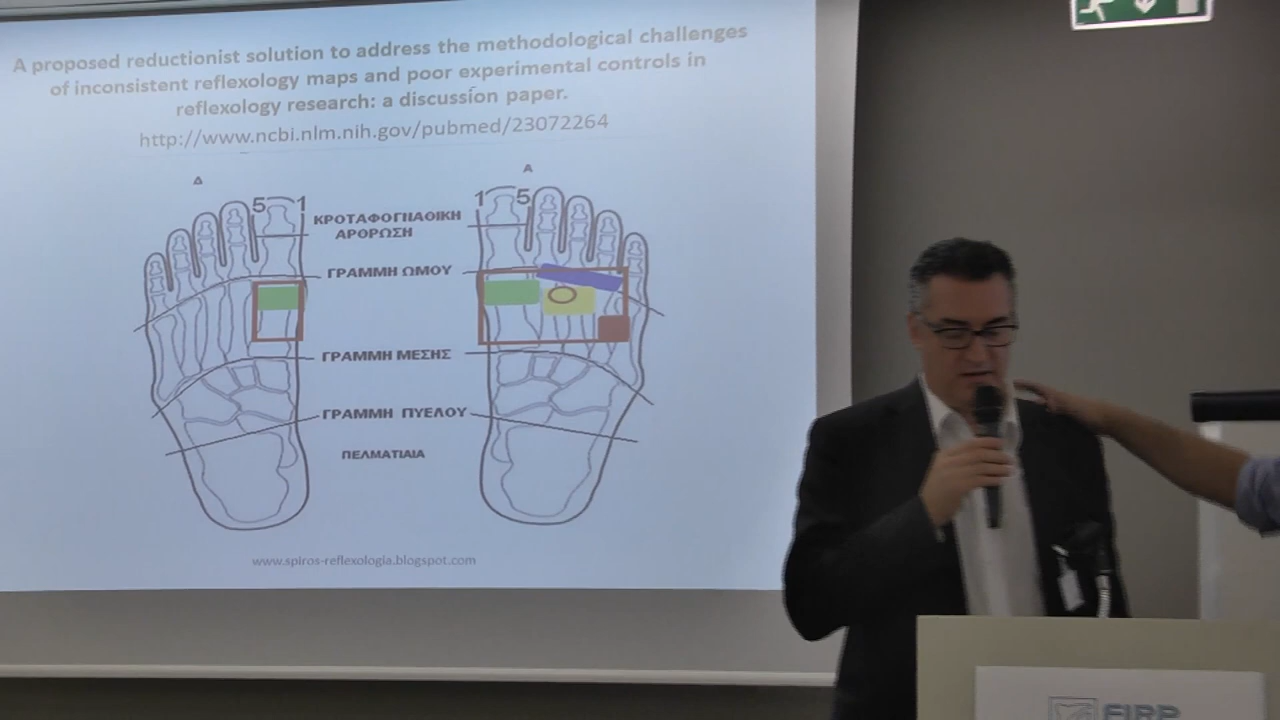 A proposed reductionist solution to address the methodological challenges
of inconsistent reflexology maps and poor experimental controls in
reflexology research: a discussion paper.
http://www.ncbi.nlm.nih.gov/pubmed/23072264
Δ
Α
5 1
1 5
ΚΡΟΤΑΦΟΓΝΑΘΙΚΗ
ΑΡΘΡΩΣΗ
ΓΡΑΜΜΗ ΩΜΟΥ
ΓΡΑΜΜΗ ΜΕΣΗΣ
ΓΡΑΜΜΗ ΠΥΕΛΟΥ
ΠΕΛΜΑΤΙΑΙΑ
www.spiros-reflexologia.blogspot.com